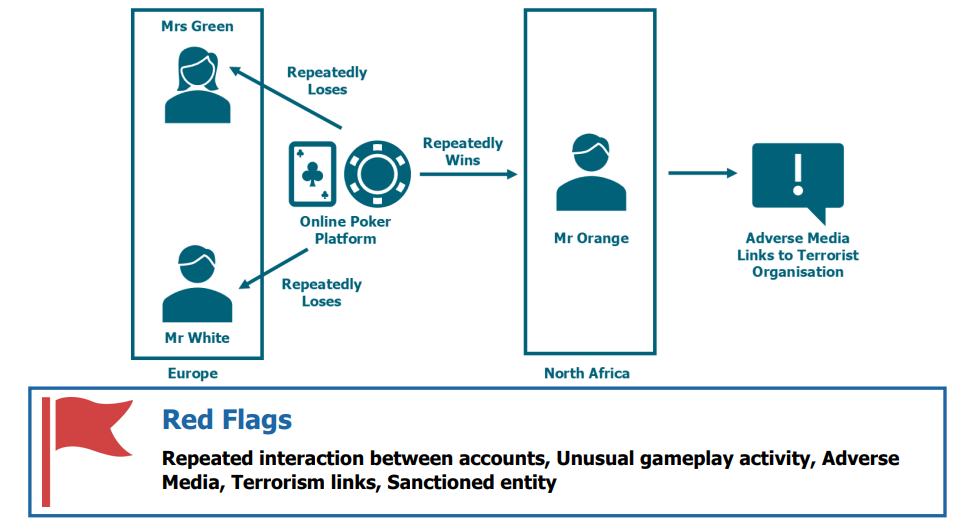 Mrs Green
Repeatedly
Loses
Repeatedly
Wins
Online Poker
Platform
Mr Orange
Adverse Media
Links to Terrorist
Organisation
Repeatedly
Loses
Mr White
Europe
North Africa
Red Flags
Repeated interaction between accounts, Unusual gameplay activity, Adverse
Media, Terrorism links, Sanctioned entity